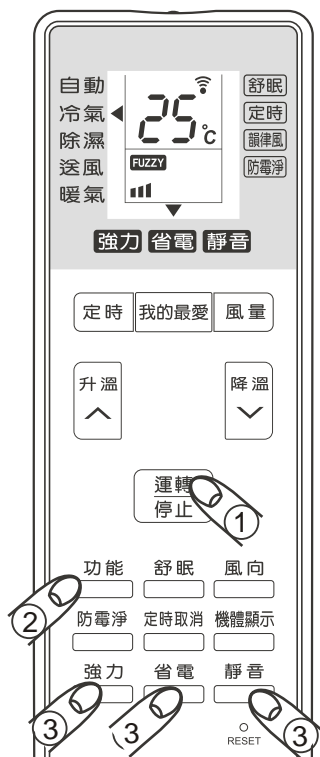 自動
冷氣
除濕
送風
暖氣
25°C
FUZZY
舒眠
定時
韻律風
防霉淨
強力 省電 靜音
定時 我的最愛 風量
升溫 降溫
運轉
停止
①
功能 舒眠 風向
②
防霉淨 定時取消 機體顯示
強力 省電 靜音
③ ③ ③
RESET